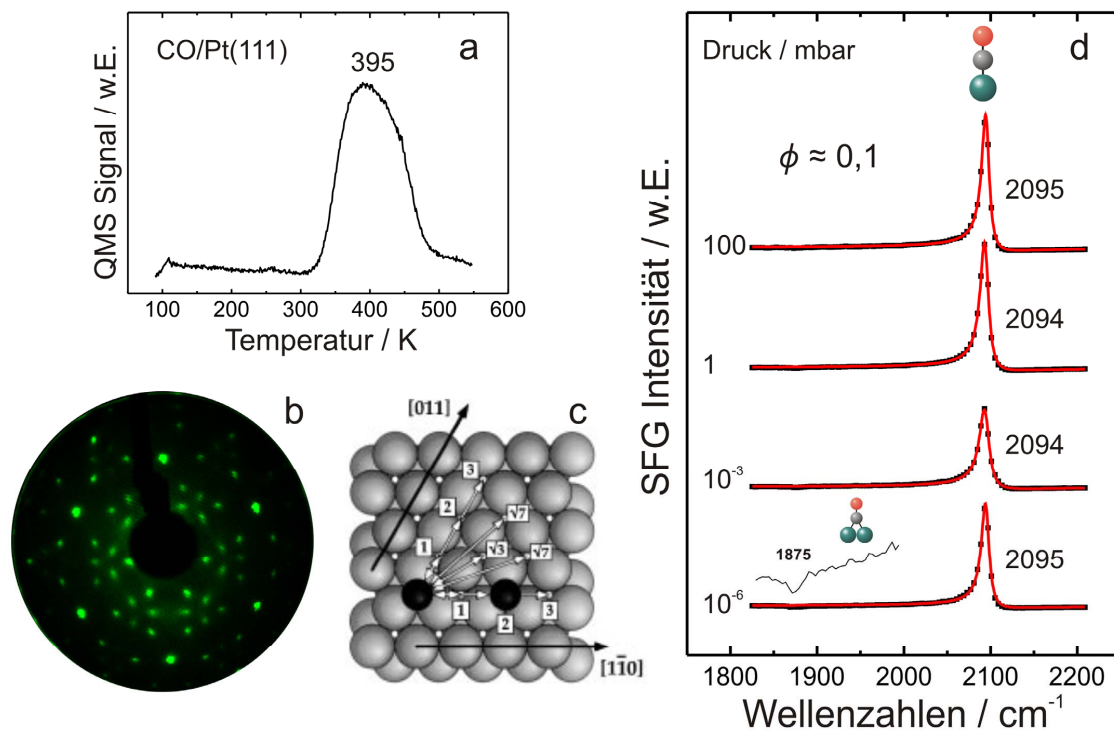 CO/Pt(111)
a
395
QMS Signal / w.E.
100 200 300 400 500 600
Temperatur / K
b
c
[011]
3
2
√7
1
√3
√7
1
2
3
[11̅0]
d
Druck / mbar
ϕ ≈ 0,1
SFG Intensität / w.E.
2095
100
2094
1
2094
10⁻³
1875
2095
10⁻⁶
1800 1900 2000 2100 2200
Wellenzahlen / cm⁻¹